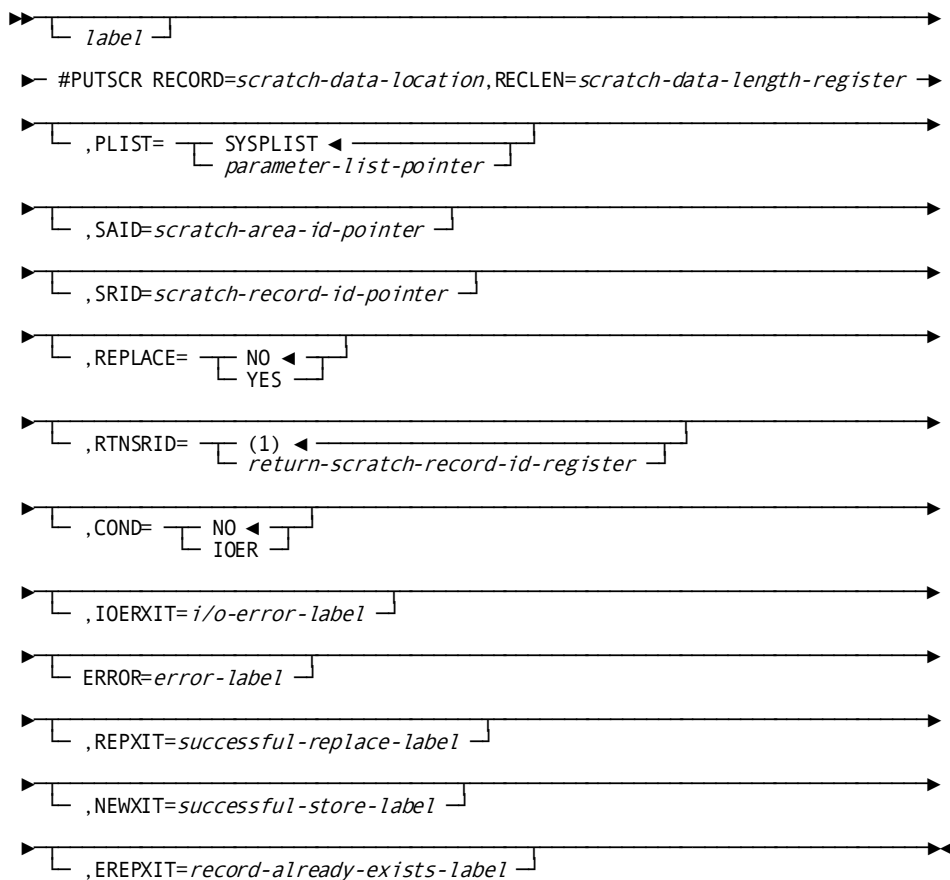 label
#PUTSCR RECORD=scratch-data-location,RECLEN=scratch-data-length-register
,PLIST= SYSPLIST
parameter-list-pointer
,SAID=scratch-area-id-pointer
,SRID=scratch-record-id-pointer
,REPLACE= NO
YES
,RTNSRID= (1)
return-scratch-record-id-register
,COND= NO
IOER
,IOERXIT=i/o-error-label
ERROR=error-label
,REPXIT=successful-replace-label
,NEWXIT=successful-store-label
,EREPXIT=record-already-exists-label